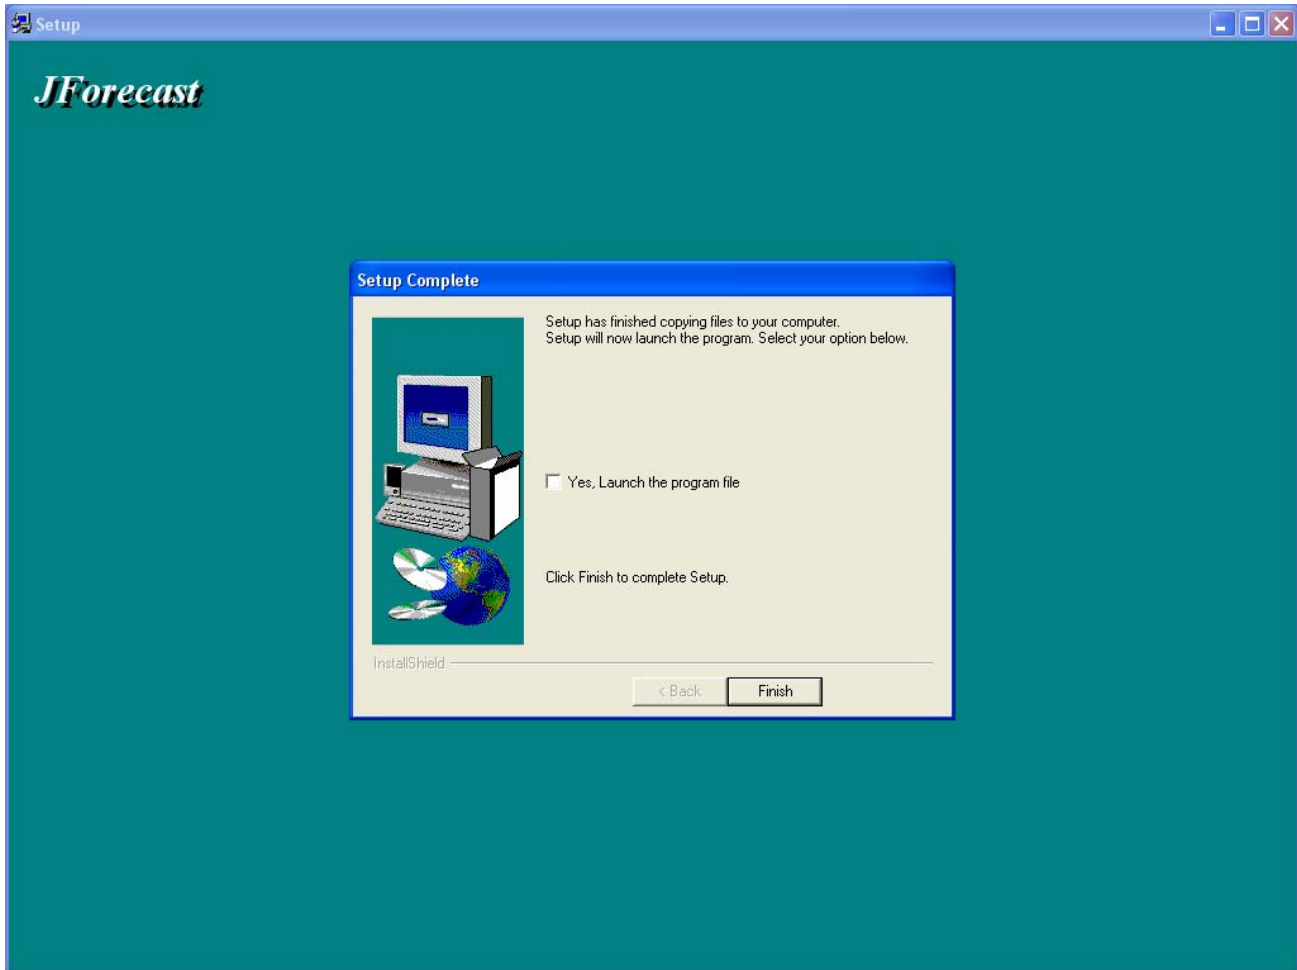 Setup
JForecast
Setup Complete
Setup has finished copying files to your computer.
Setup will now launch the program. Select your option below.
Yes, Launch the program file
Click Finish to complete Setup.
InstallShield
< Back
Finish